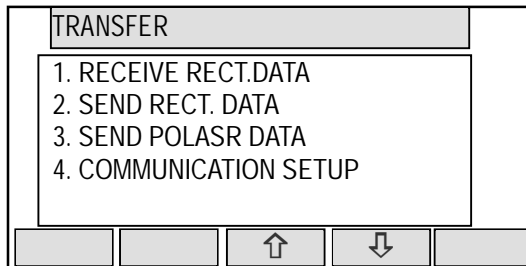 TRANSFER
1. RECEIVE RECT.DATA
2. SEND RECT. DATA
3. SEND POLASR DATA
4. COMMUNICATION SETUP